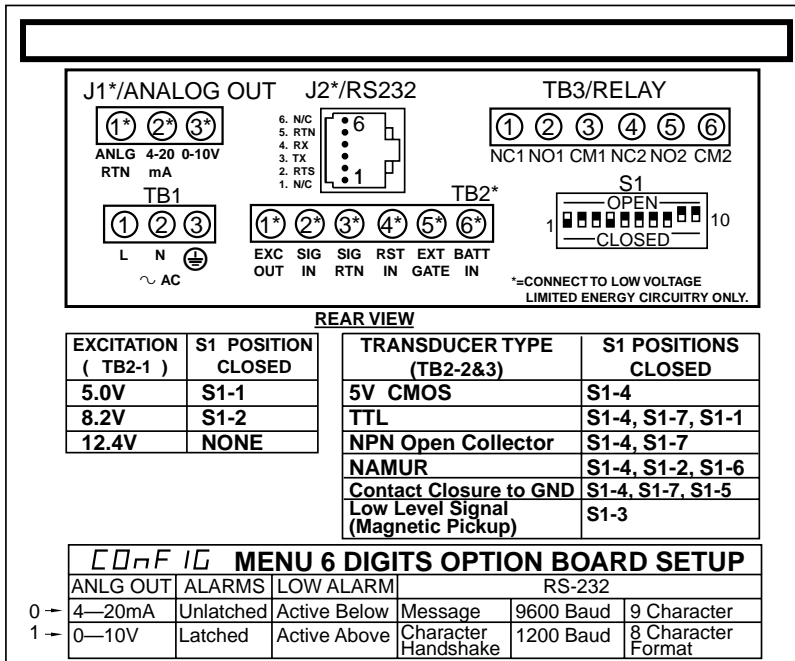 J1*/ANALOG OUT J2*/RS232 TB3/RELAY
1* 2* 3*
ANLG RTN 4-20 mA 0-10V
6. N/C
5. RTN
4. RX
3. TX
2. RTS
1. N/C
6
1
1 2 3 4 5 6
NC1 NO1 CM1 NC2 NO2 CM2
TB1
1 2 3
L N
AC
TB2*
1* 2* 3* 4* 5* 6*
EXC OUT SIG IN SIG RTN RST IN EXT GATE BATT IN
S1
OPEN
1 10
CLOSED
*=CONNECT TO LOW VOLTAGE
LIMITED ENERGY CIRCUITRY ONLY.
REAR VIEW
EXCITATION S1 POSITION
( TB2-1 ) CLOSED
5.0V S1-1
8.2V S1-2
12.4V NONE
TRANSDUCER TYPE S1 POSITIONS
(TB2-2&3) CLOSED
5V CMOS S1-4
TTL S1-4, S1-7, S1-1
NPN Open Collector S1-4, S1-7
NAMUR S1-4, S1-2, S1-6
Contact Closure to GND S1-4, S1-7, S1-5
Low Level Signal
(Magnetic Pickup) S1-3
COnFIG MENU 6 DIGITS OPTION BOARD SETUP
ANLG OUT ALARMS LOW ALARM RS-232
0 4—20mA Unlatched Active Below Message 9600 Baud 9 Character
1 0—10V Latched Active Above Character Handshake 1200 Baud 8 Character Format